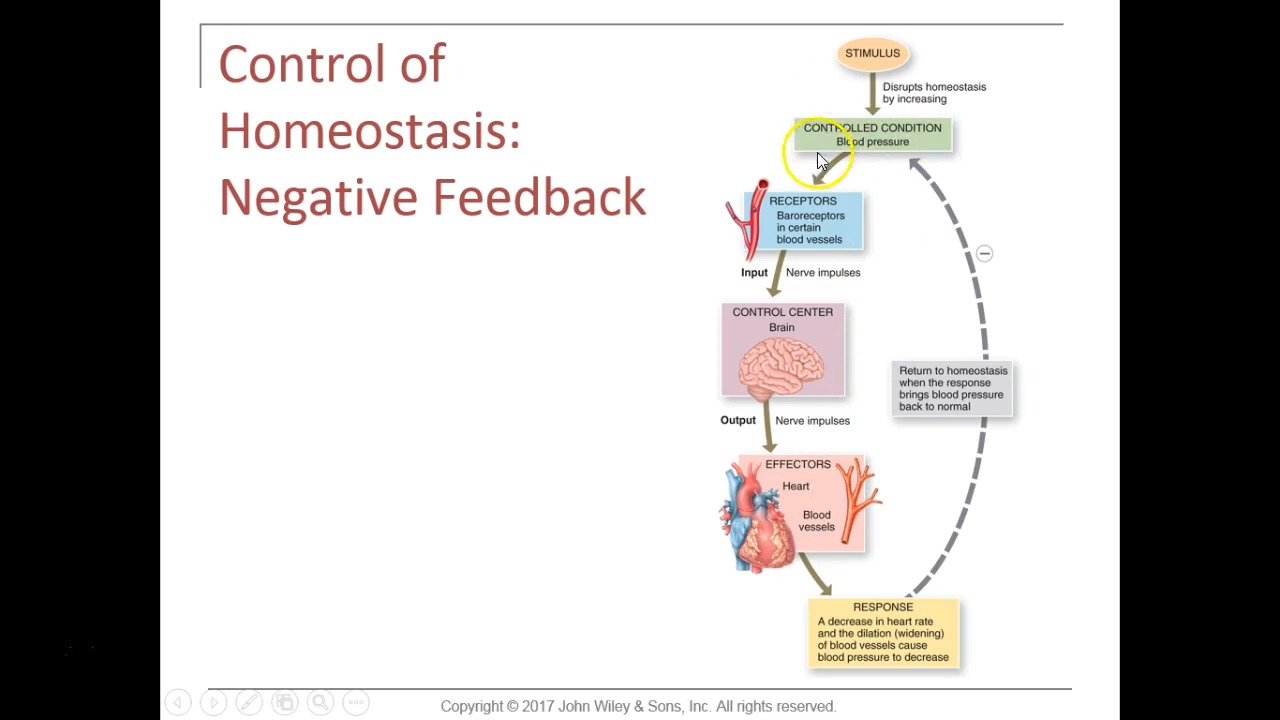 Control of
Homeostasis:
Negative Feedback
STIMULUS
Disrupts homeostasis
by increasing
CONTROLLED CONDITION
Blood pressure
RECEPTORS
Baroreceptors
in certain
blood vessels
Input Nerve impulses
CONTROL CENTER
Brain
Return to homeostasis
when the response
brings blood pressure
back to normal
Output Nerve impulses
EFFECTORS
Heart
Blood
vessels
RESPONSE
A decrease in heart rate
and the dilation (widening)
of blood vessels cause
blood pressure to decrease
Copyright © 2017 John Wiley & Sons, Inc. All rights reserved.